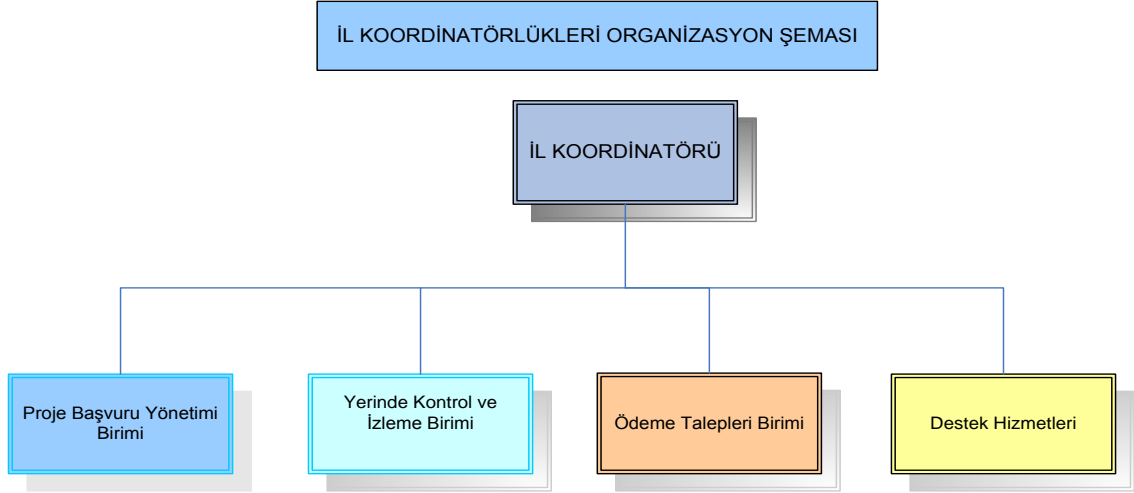 İL KOORDİNATÖRLÜKLERİ ORGANİZASYON ŞEMASI
İL KOORDİNATÖRÜ
Proje Başvuru Yönetimi
Birimi
Yerinde Kontrol ve
İzleme Birimi
Ödeme Talepleri Birimi
Destek Hizmetleri